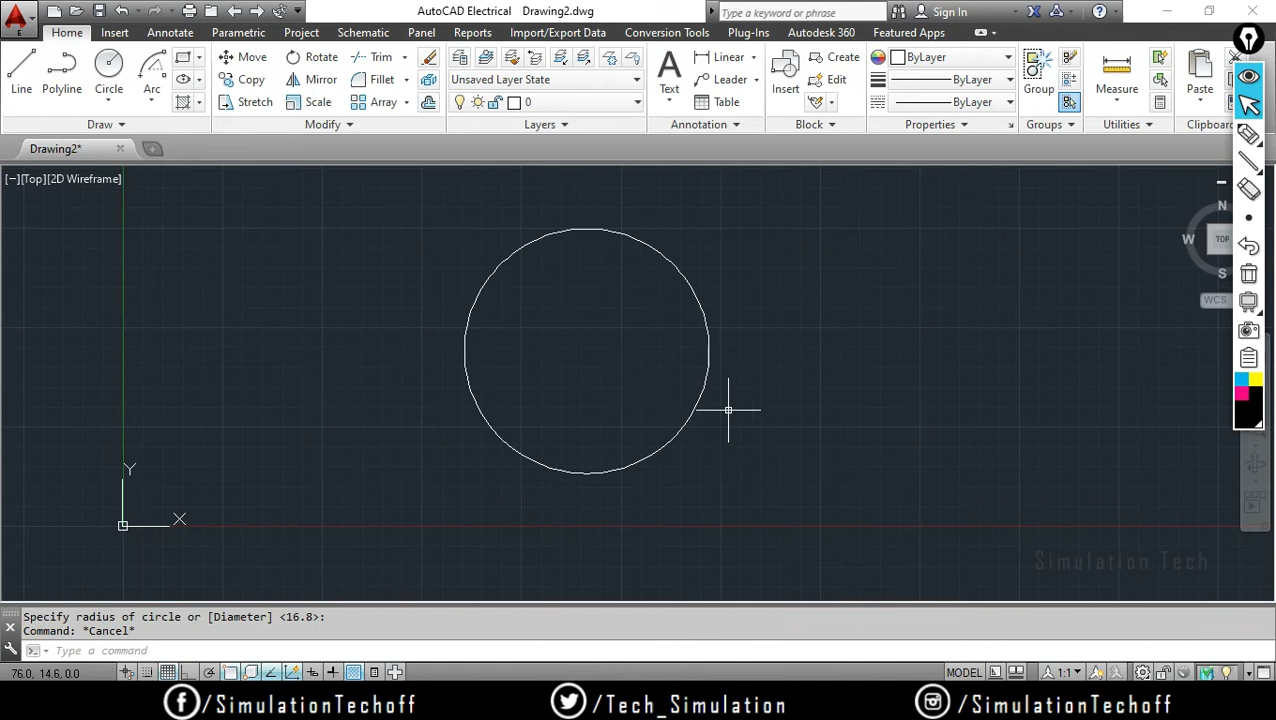 AutoCAD Electrical Drawing2.dwg
Type a keyword or phrase
Sign In
E
Home Insert Annotate Parametric Project Schematic Panel Reports Import/Export Data Conversion Tools Plug-Ins Autodesk 360 Featured Apps
Line
Polyline
Circle
Arc
Move
Rotate
Trim
Copy
Mirror
Fillet
Stretch
Scale
Array
Unsaved Layer State
0
Text
Linear
Leader
Table
Insert
Create
Edit
ByLayer
ByLayer
ByLayer
Group
Measure
Paste
Draw Modify Layers Annotation Block Properties Groups Utilities Clipboard
Drawing2*
[−][Top][2D Wireframe]
N
W
TOP
S
WCS
Y
X
Simulation Tech
Specify radius of circle or [Diameter] <16.8>:
Command: *Cancel*
Type a command
76.0, 14.6, 0.0
MODEL
1:1
/SimulationTechoff
/Tech_Simulation
/SimulationTechoff